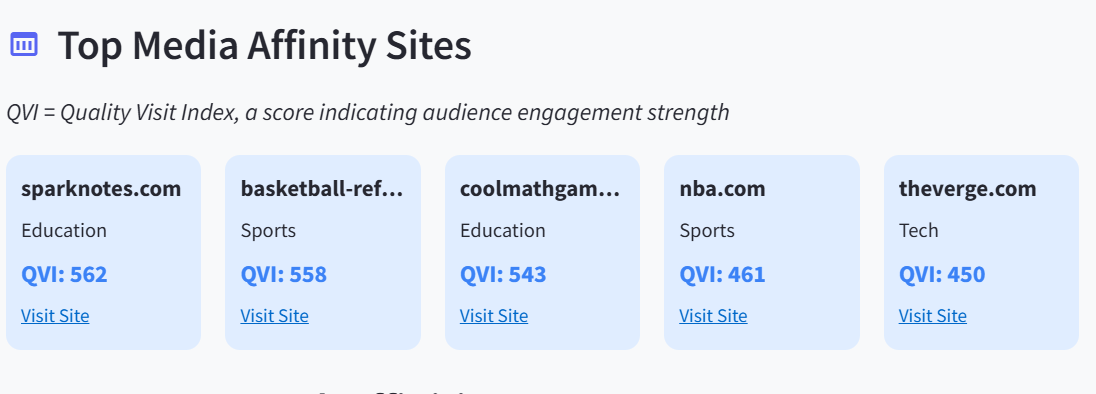 Top Media Affinity Sites
QVI = Quality Visit Index, a score indicating audience engagement strength
sparknotes.com
Education
QVI: 562
Visit Site
basketball-ref...
Sports
QVI: 558
Visit Site
coolmathgam...
Education
QVI: 543
Visit Site
nba.com
Sports
QVI: 461
Visit Site
theverge.com
Tech
QVI: 450
Visit Site